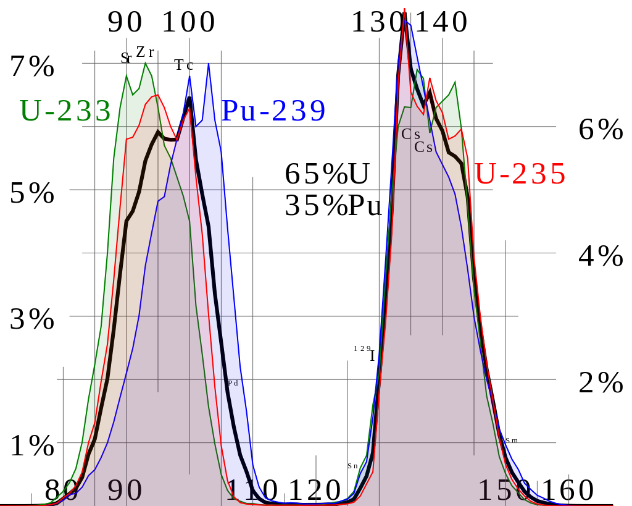 90 100 130 140
Sr Zr Tc
7%
U-233 Pu-239
6%
Cs
Cs
65%U U-235
35%Pu
5%
4%
3%
129I
2%
Pd
1%
Sn Sm
80 90 110 120 150 160